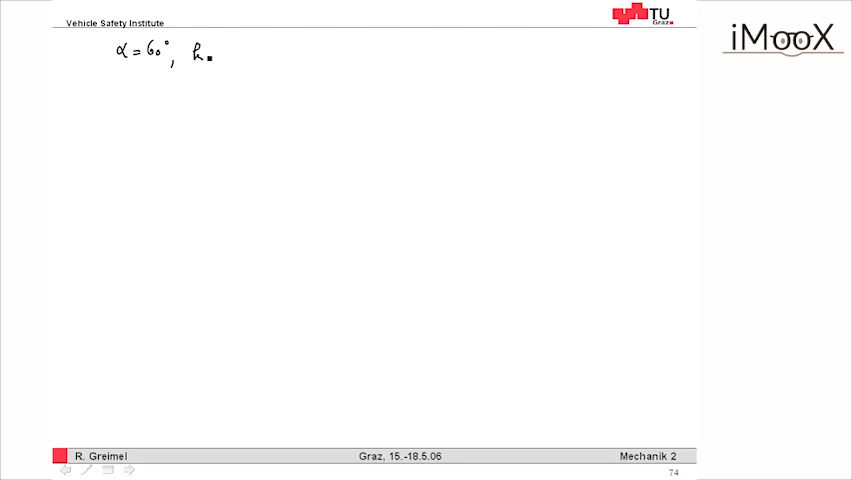 Vehicle Safety Institute
TU
Graz
iMooX
α = 60°, h
R. Greimel
Graz, 15.-18.5.06
Mechanik 2
74